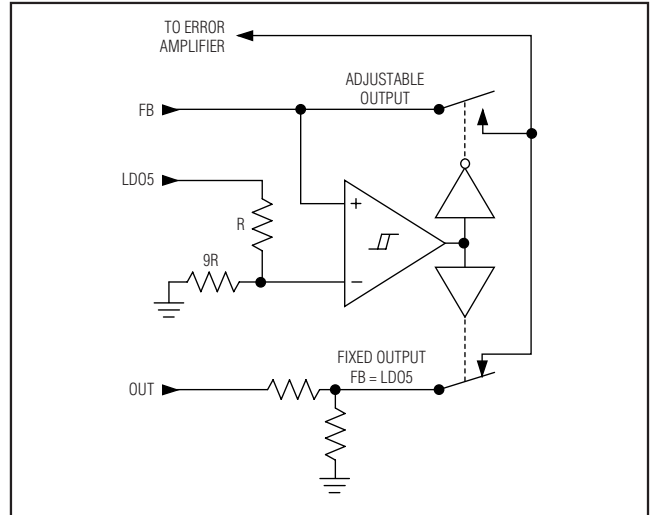 TO ERROR
AMPLIFIER
ADJUSTABLE
OUTPUT
FB
LDO5
R
+
9R
−
FIXED OUTPUT
FB = LDO5
OUT